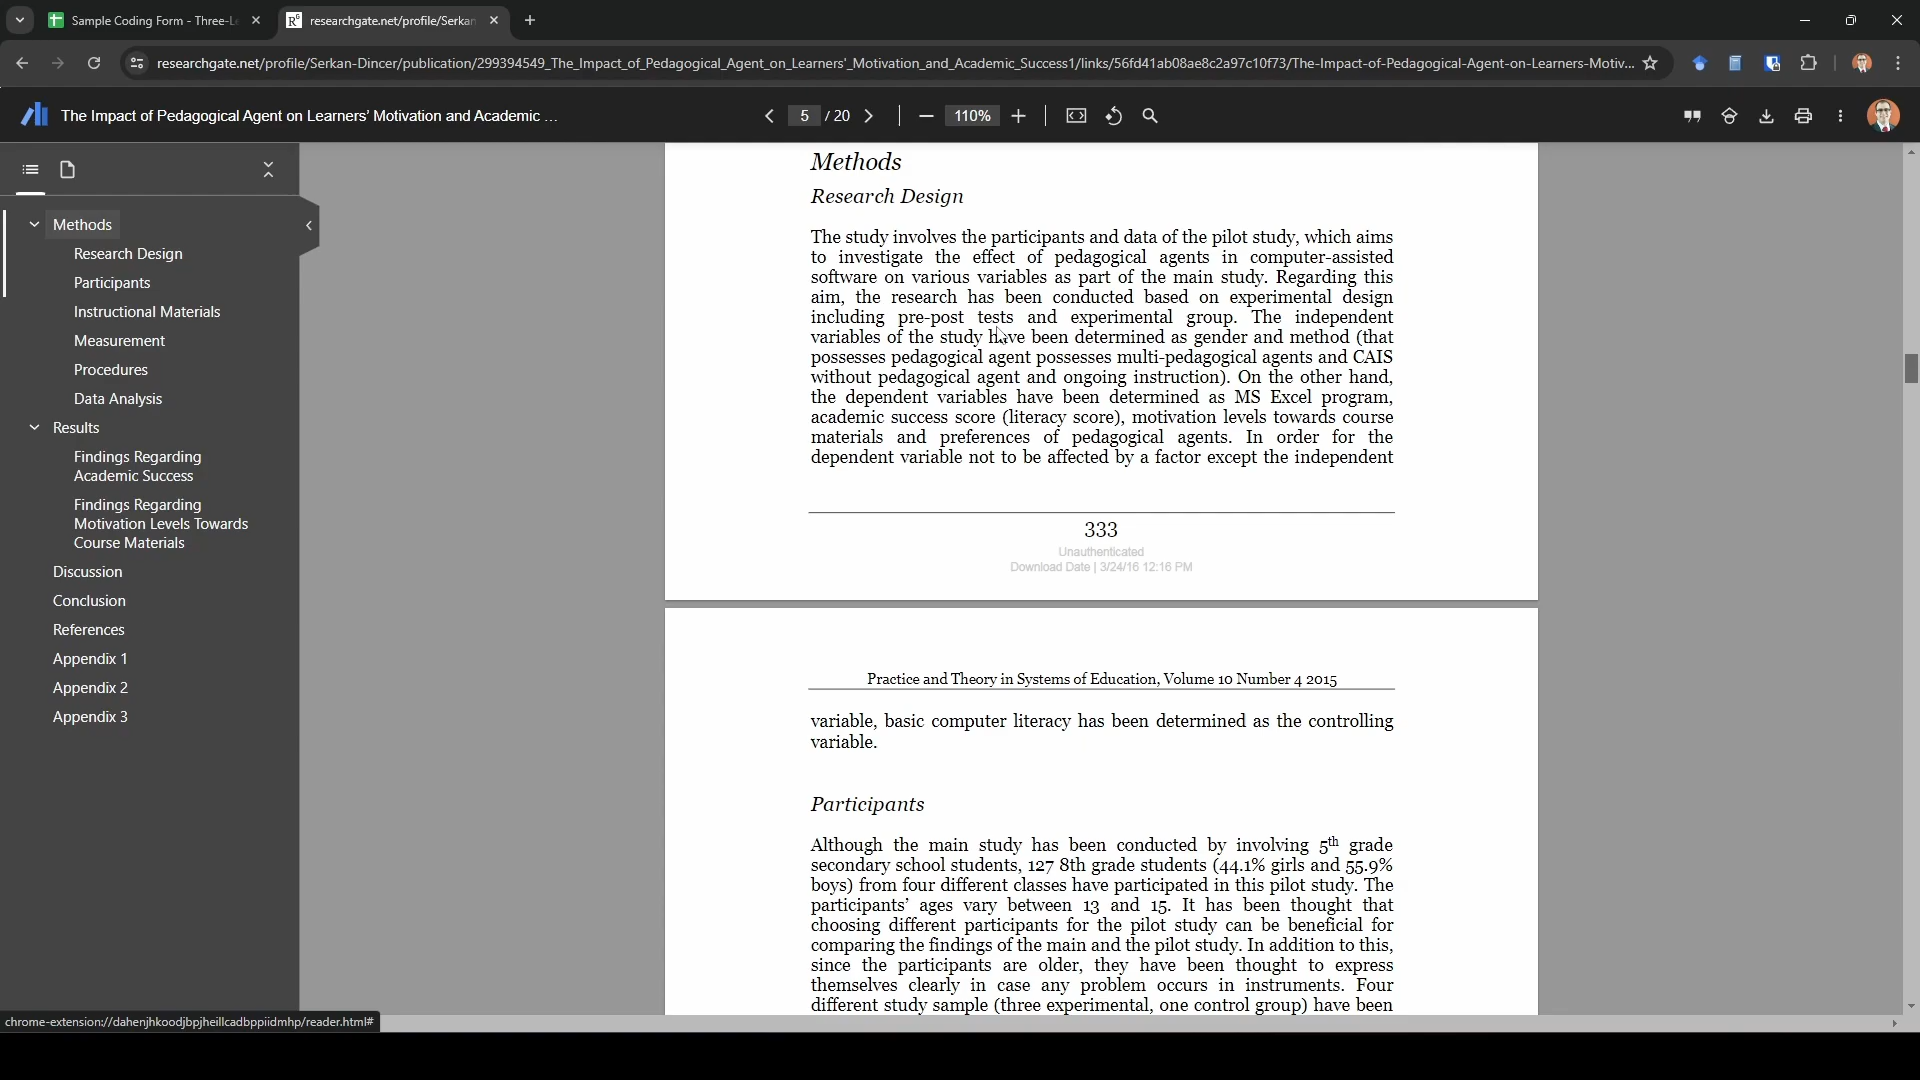 Sample Coding Form - Three-L
researchgate.net/profile/Serkan
researchgate.net/profile/Serkan-Dincer/publication/299394549_The_Impact_of_Pedagogical_Agent_on_Learners'_Motivation_and_Academic_Success1/links/56fd41ab08ae8c2a97c10f73/The-Impact-of-Pedagogical-Agent-on-Learners-Motiv...
The Impact of Pedagogical Agent on Learners' Motivation and Academic ...
5 / 20
110%
Methods
Research Design
Participants
Instructional Materials
Measurement
Procedures
Data Analysis
Results
Findings Regarding
Academic Success
Findings Regarding
Motivation Levels Towards
Course Materials
Discussion
Conclusion
References
Appendix 1
Appendix 2
Appendix 3
Methods
Research Design
The study involves the participants and data of the pilot study, which aims
to investigate the effect of pedagogical agents in computer-assisted
software on various variables as part of the main study. Regarding this
aim, the research has been conducted based on experimental design
including pre-post tests and experimental group. The independent
variables of the study have been determined as gender and method (that
possesses pedagogical agent possesses multi-pedagogical agents and CAIS
without pedagogical agent and ongoing instruction). On the other hand,
the dependent variables have been determined as MS Excel program,
academic success score (literacy score), motivation levels towards course
materials and preferences of pedagogical agents. In order for the
dependent variable not to be affected by a factor except the independent
333
Unauthenticated
Download Date | 3/24/16 12:16 PM
Practice and Theory in Systems of Education, Volume 10 Number 4 2015
variable, basic computer literacy has been determined as the controlling
variable.
Participants
Although the main study has been conducted by involving 5th grade
secondary school students, 127 8th grade students (44.1% girls and 55.9%
boys) from four different classes have participated in this pilot study. The
participants' ages vary between 13 and 15. It has been thought that
choosing different participants for the pilot study can be beneficial for
comparing the findings of the main and the pilot study. In addition to this,
since the participants are older, they have been thought to express
themselves clearly in case any problem occurs in instruments. Four
different study sample (three experimental, one control group) have been
chrome-extension://dahenjhkoodjbpjheillcadbppiidmhp/reader.html#